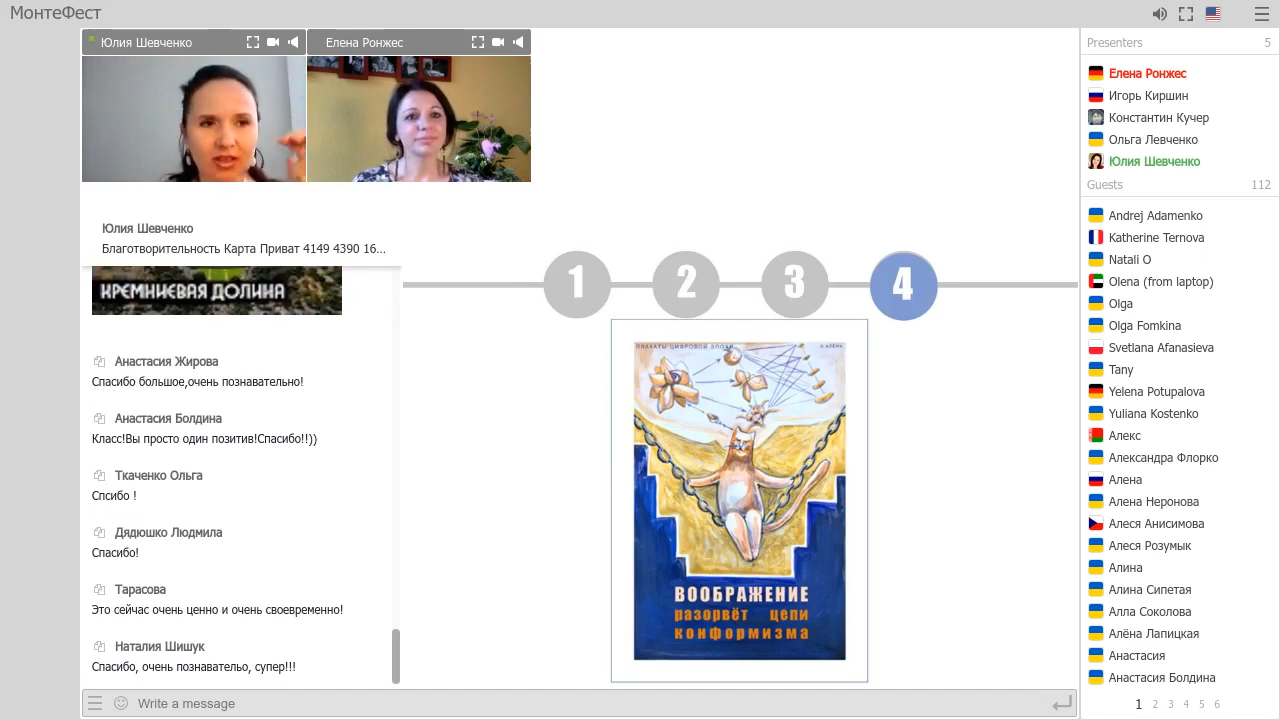 МонтеФест
Юлия Шевченко
Елена Ронжес
Юлия Шевченко
Благотворительность Карта Приват 4149 4390 16...
КРЕМНИЕВАЯ ДОЛИНА
Анастасия Жирова
Спасибо большое,очень познавательно!
Анастасия Болдина
Класс!Вы просто один позитив!Спасибо!!))
Ткаченко Ольга
Спсибо !
Дядюшко Людмила
Спасибо!
Тарасова
Это сейчас очень ценно и очень своевременно!
Наталия Шишук
Спасибо, очень познавательо, супер!!!
Write a message
1 2 3 4
ПЛАКАТЫ ЦИФРОВОЙ ЭПОХИ
© АЛЁНА
ВООБРАЖЕНИЕ
разорвёт цепи
конформизма
Presenters 5
Елена Ронжес
Игорь Киршин
Константин Кучер
Ольга Левченко
Юлия Шевченко
Guests 112
Andrej Adamenko
Katherine Ternova
Natali O
Olena (from laptop)
Olga
Olga Fomkina
Svetlana Afanasieva
Tany
Yelena Potupalova
Yuliana Kostenko
Алекс
Александра Флорко
Алена
Алена Неронова
Алеся Анисимова
Алеся Розумык
Алина
Алина Сипетая
Алла Соколова
Алёна Лапицкая
Анастасия
Анастасия Болдина
1 2 3 4 5 6